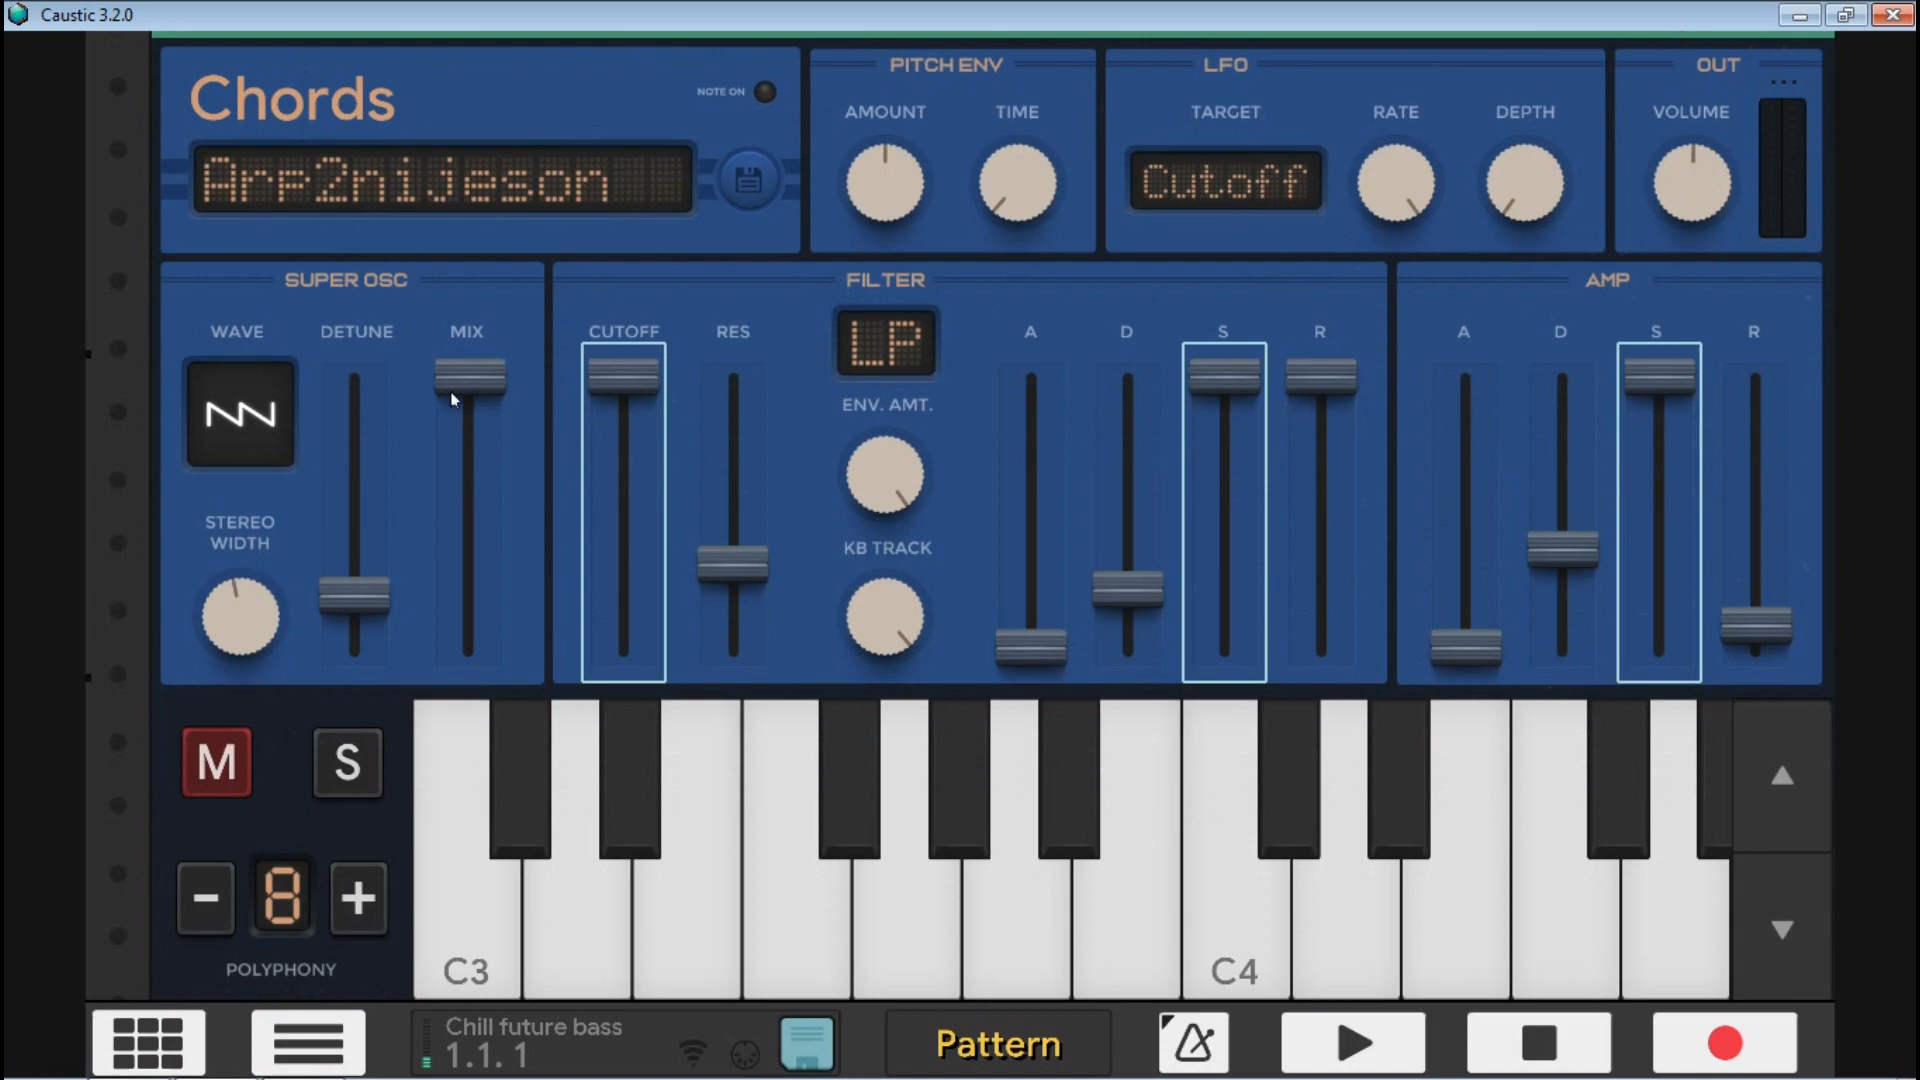 Caustic 3.2.0
Chords
NOTE ON
Arp2nijeson
PITCH ENV
AMOUNT TIME
LFO
TARGET RATE DEPTH
Cutoff
OUT
VOLUME
SUPER OSC
WAVE DETUNE MIX
STEREO
WIDTH
FILTER
CUTOFF RES
LP
ENV. AMT.
KB TRACK
A D S R
AMP
A D S R
M S
- 8 +
POLYPHONY
C3 C4
Chill future bass
1.1. 1
Pattern